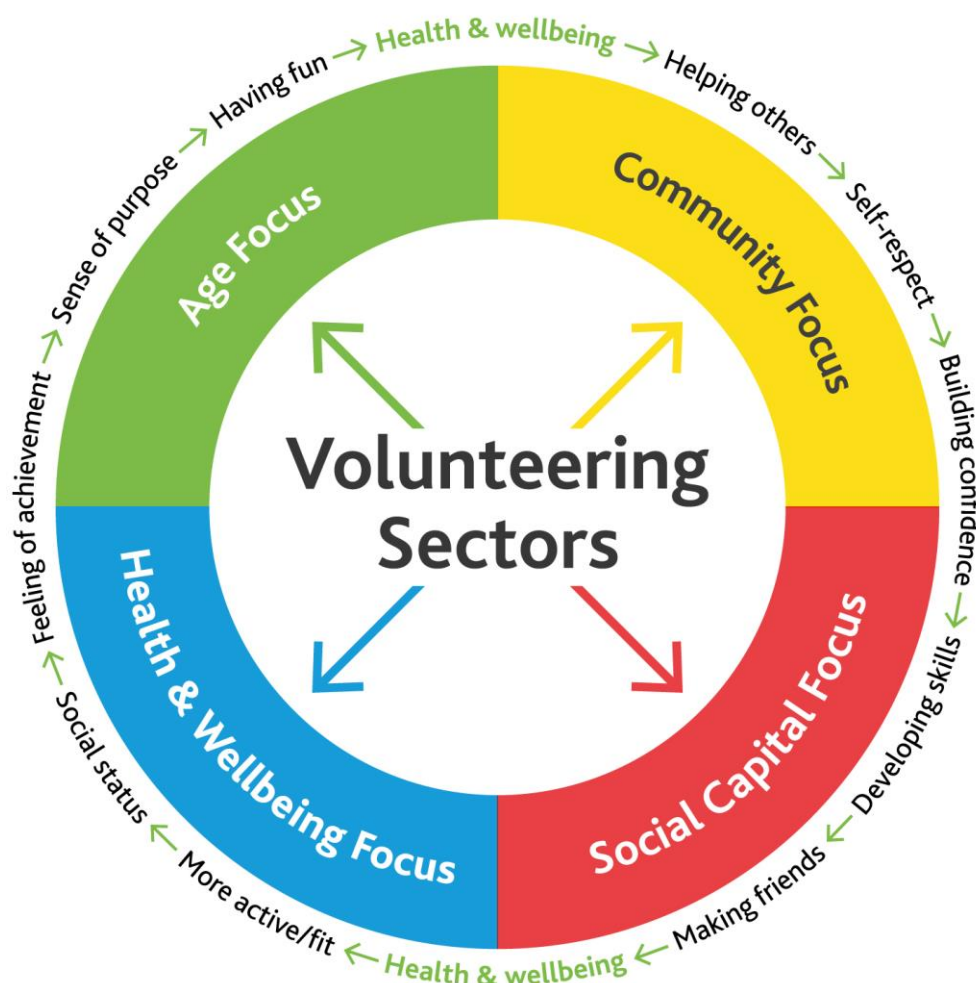 Health & wellbeing
Helping others
Self-respect
Building confidence
Developing skills
Making friends
Health & wellbeing
More active/fit
Social status
Feeling of achievement
Sense of purpose
Having fun
Age Focus
Community Focus
Social Capital Focus
Health & Wellbeing Focus
Volunteering
Sectors